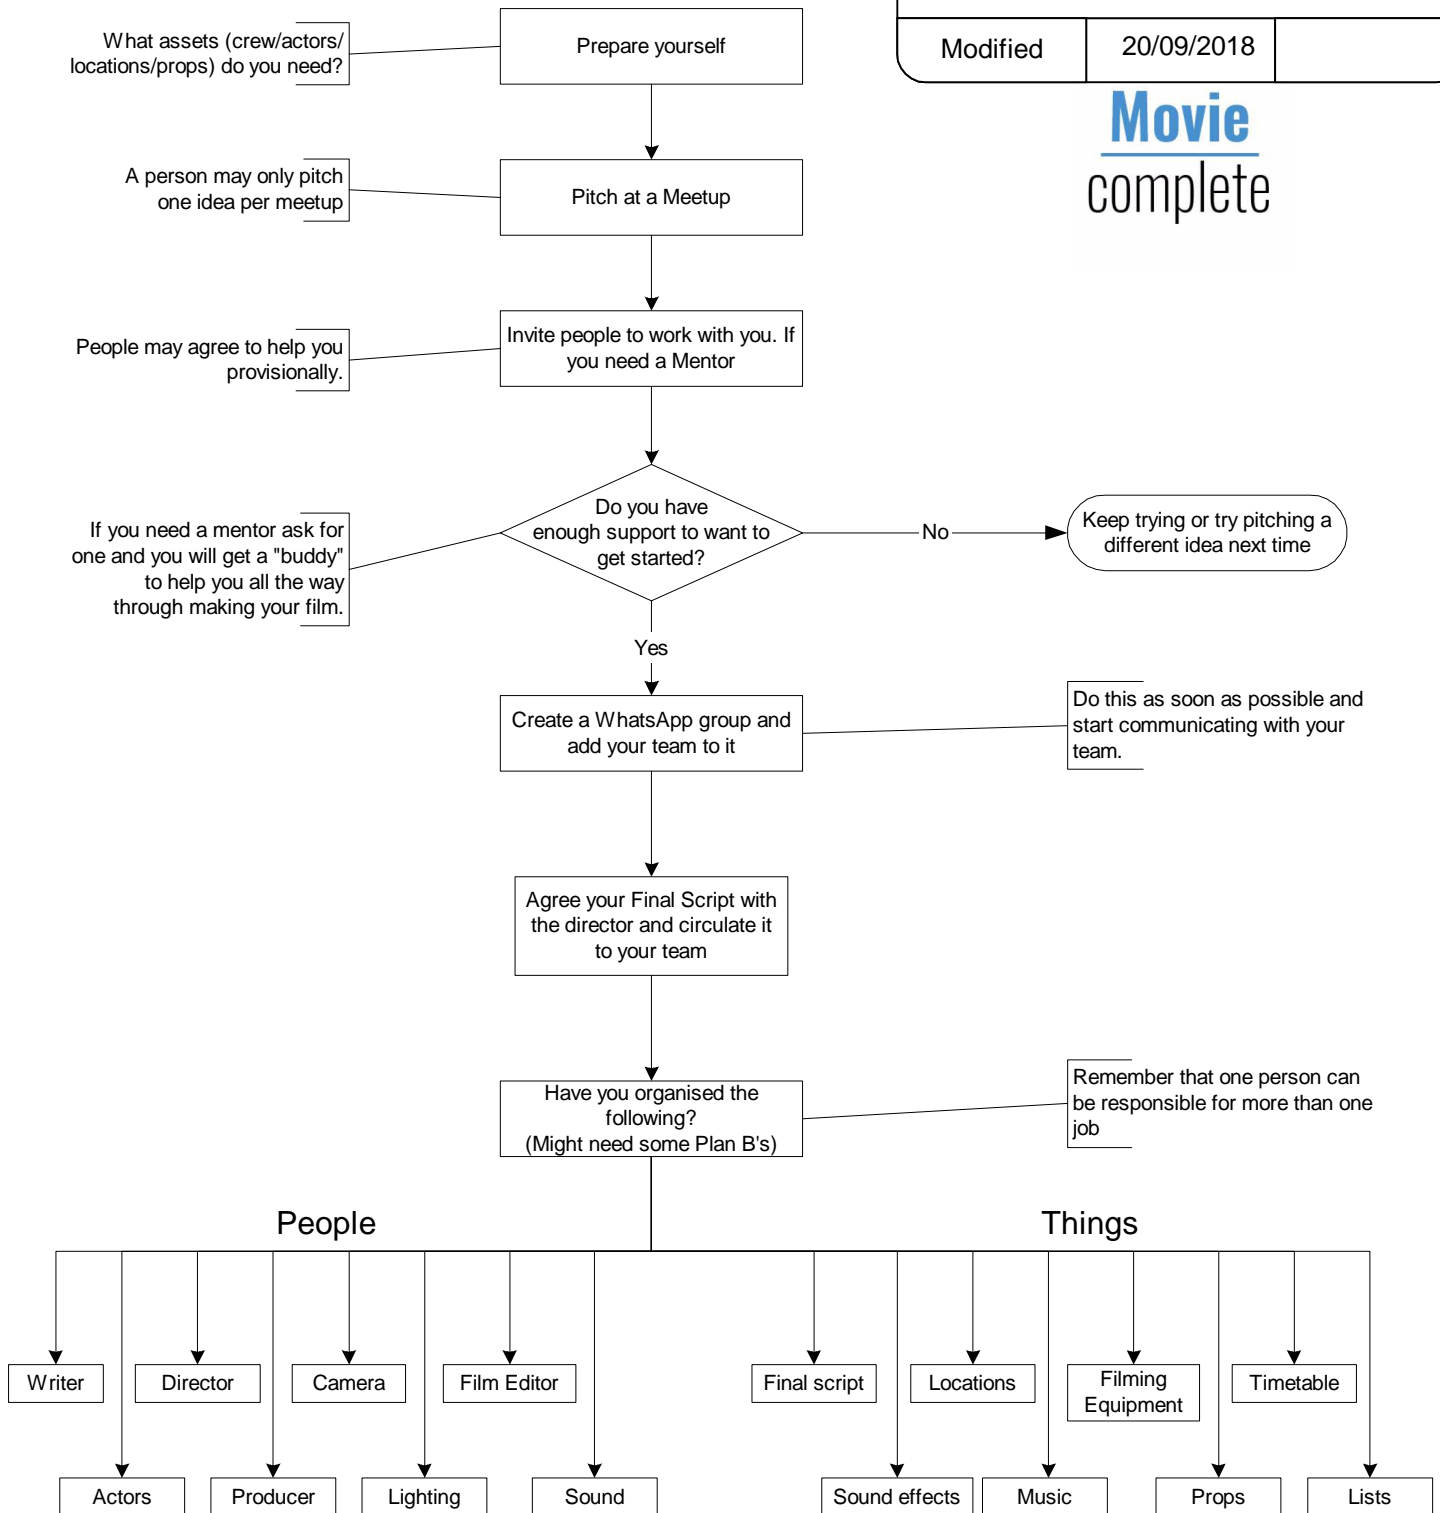 What assets (crew/actors/
locations/props) do you need?
Prepare yourself
Modified
20/09/2018
Movie
complete
A person may only pitch
one idea per meetup
Pitch at a Meetup
People may agree to help you
provisionally.
Invite people to work with you. If
you need a Mentor
If you need a mentor ask for
one and you will get a "buddy"
to help you all the way
through making your film.
Do you have
enough support to want to
get started?
No
Keep trying or try pitching a
different idea next time
Yes
Create a WhatsApp group and
add your team to it
Do this as soon as possible and
start communicating with your
team.
Agree your Final Script with
the director and circulate it
to your team
Have you organised the
following?
(Might need some Plan B's)
Remember that one person can
be responsible for more than one
job
People
Things
Writer
Director
Camera
Film Editor
Final script
Locations
Filming
Equipment
Timetable
Actors
Producer
Lighting
Sound
Sound effects
Music
Props
Lists